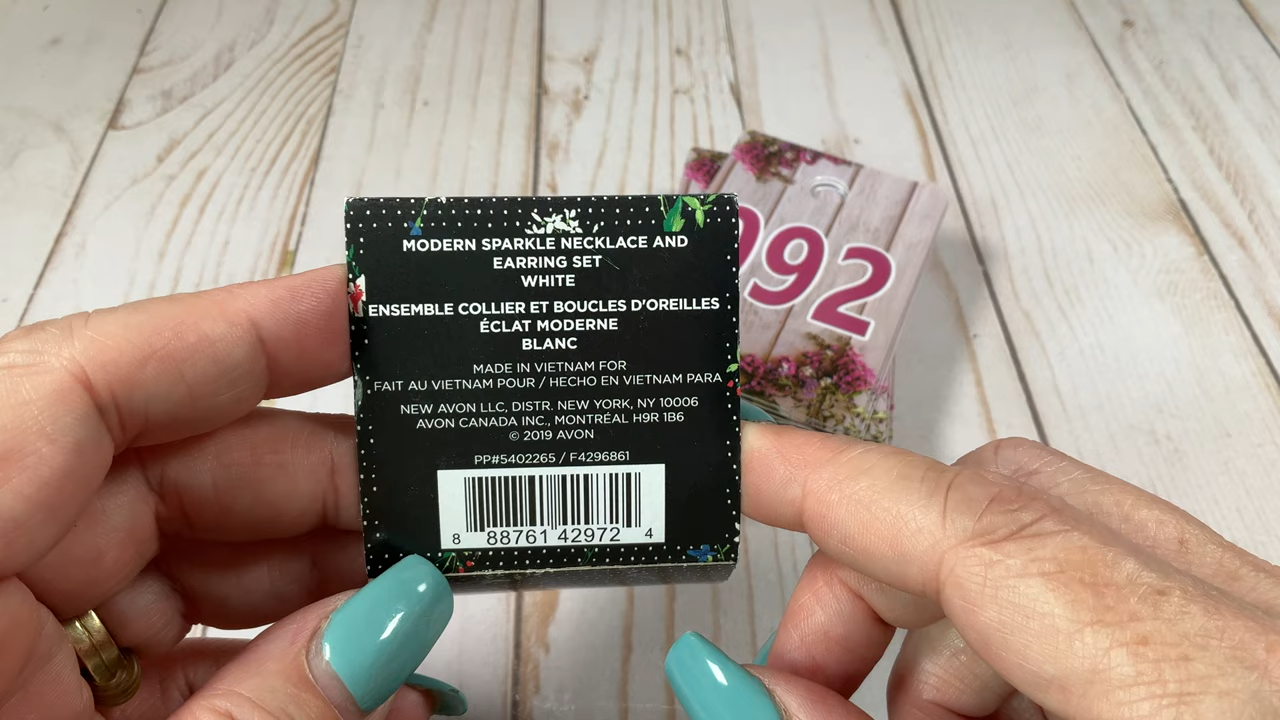 MODERN SPARKLE NECKLACE AND
EARRING SET
WHITE
ENSEMBLE COLLIER ET BOUCLES D'OREILLES
ÉCLAT MODERNE
BLANC
MADE IN VIETNAM FOR
FAIT AU VIETNAM POUR / HECHO EN VIETNAM PARA
NEW AVON LLC, DISTR. NEW YORK, NY 10006
AVON CANADA INC., MONTRÉAL H9R 1B6
© 2019 AVON
PP#5402265 / F4296861
8 88761 42972 4
092